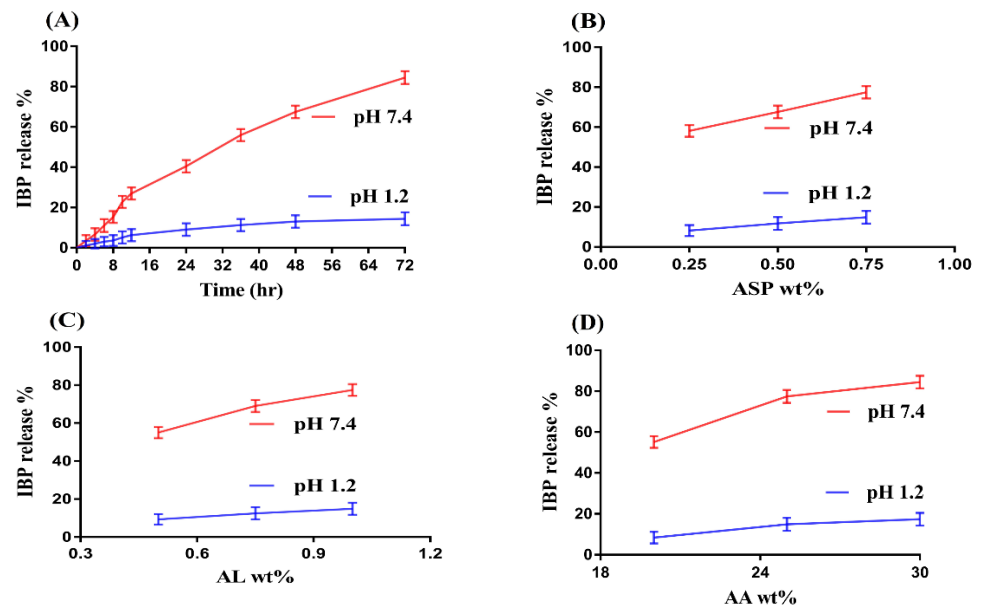 (A)
IBP release %
100
80
60
40
20
0
pH 7.4
pH 1.2
0 8 16 24 32 40 48 56 64 72
Time (hr)
(B)
IBP release %
100
80
60
40
20
0
pH 7.4
pH 1.2
0.00 0.25 0.50 0.75 1.00
ASP wt%
(C)
IBP release %
100
80
60
40
20
0
pH 7.4
pH 1.2
0.3 0.6 0.9 1.2
AL wt%
(D)
IBP release %
100
80
60
40
20
0
pH 7.4
pH 1.2
18 24 30
AA wt%